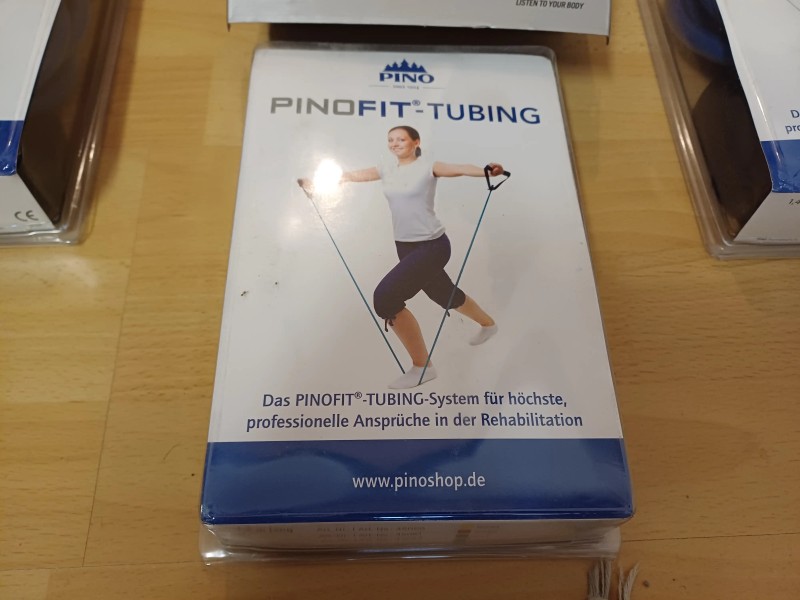 LISTEN TO YOUR BODY
PINO
PINOFIT®-TUBING
Das PINOFIT®-TUBING-System für höchste,
professionelle Ansprüche in der Rehabilitation
www.pinoshop.de
CE